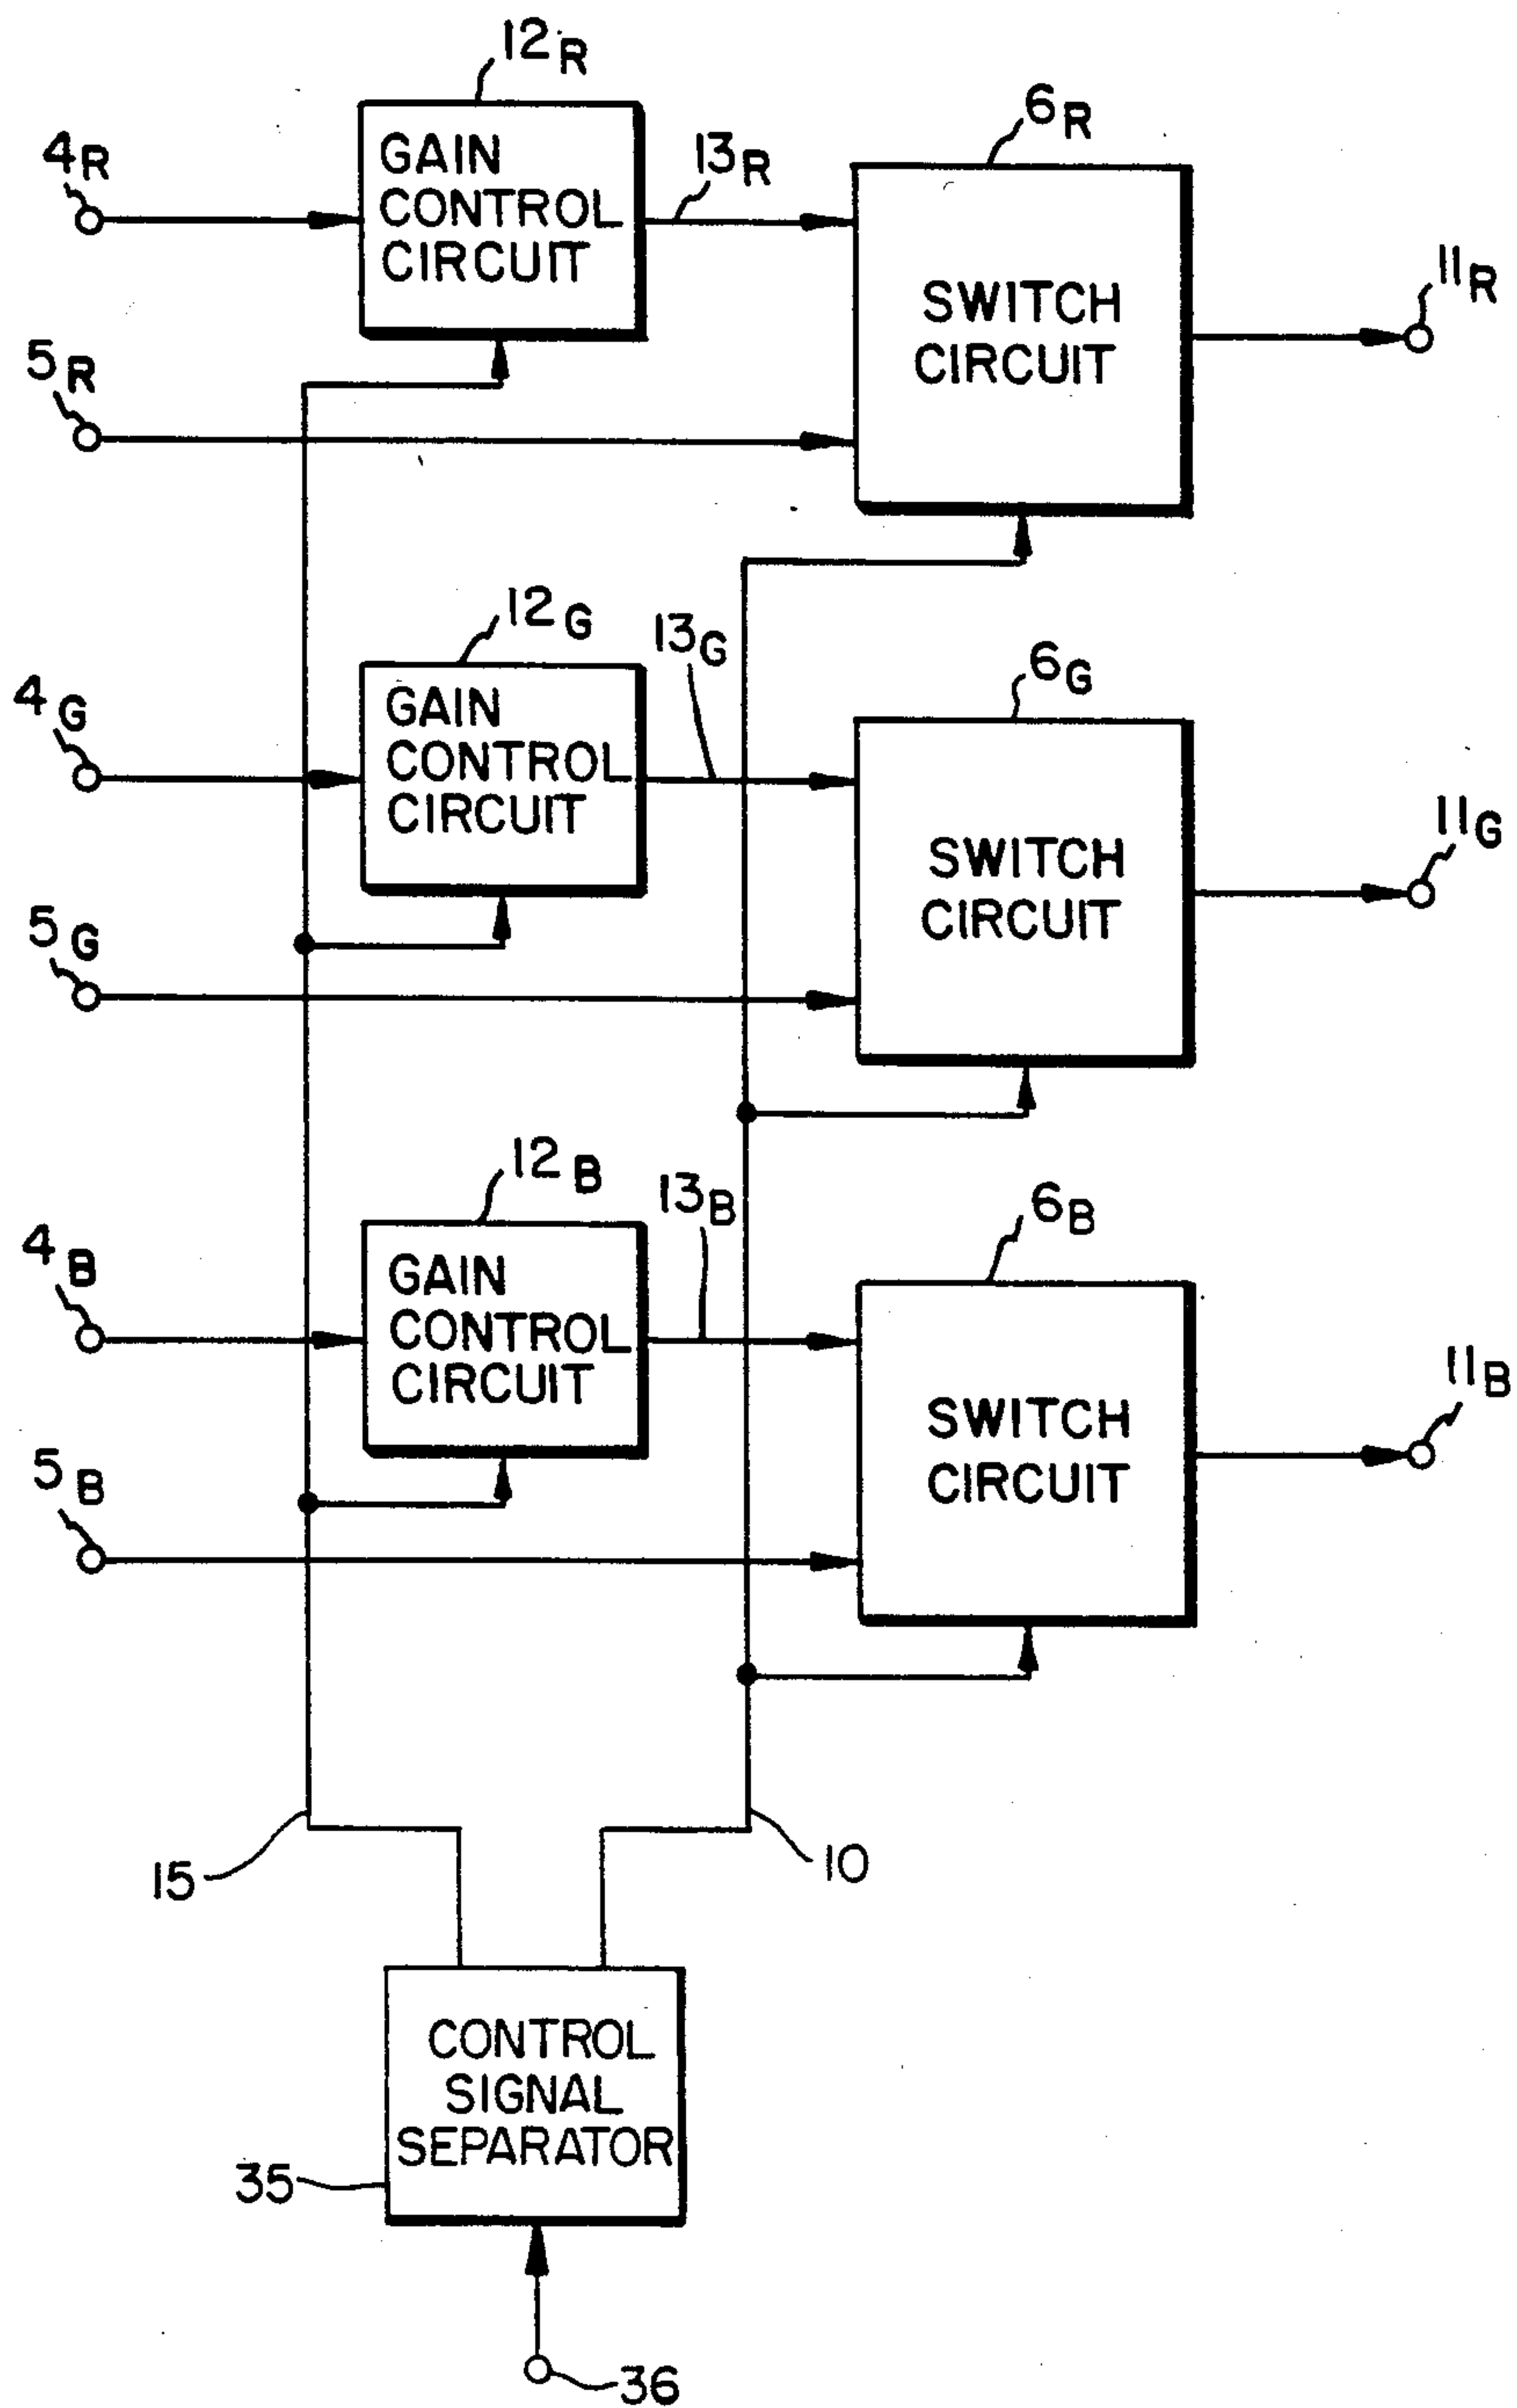 12R
6R
4R
GAIN
CONTROL
CIRCUIT
13R
11R
SWITCH
CIRCUIT
5R
12G
13G
6G
4G
GAIN
CONTROL
CIRCUIT
11G
SWITCH
CIRCUIT
5G
12B
13B
6B
4B
GAIN
CONTROL
CIRCUIT
11B
SWITCH
CIRCUIT
5B
15
10
CONTROL
SIGNAL
SEPARATOR
35
36